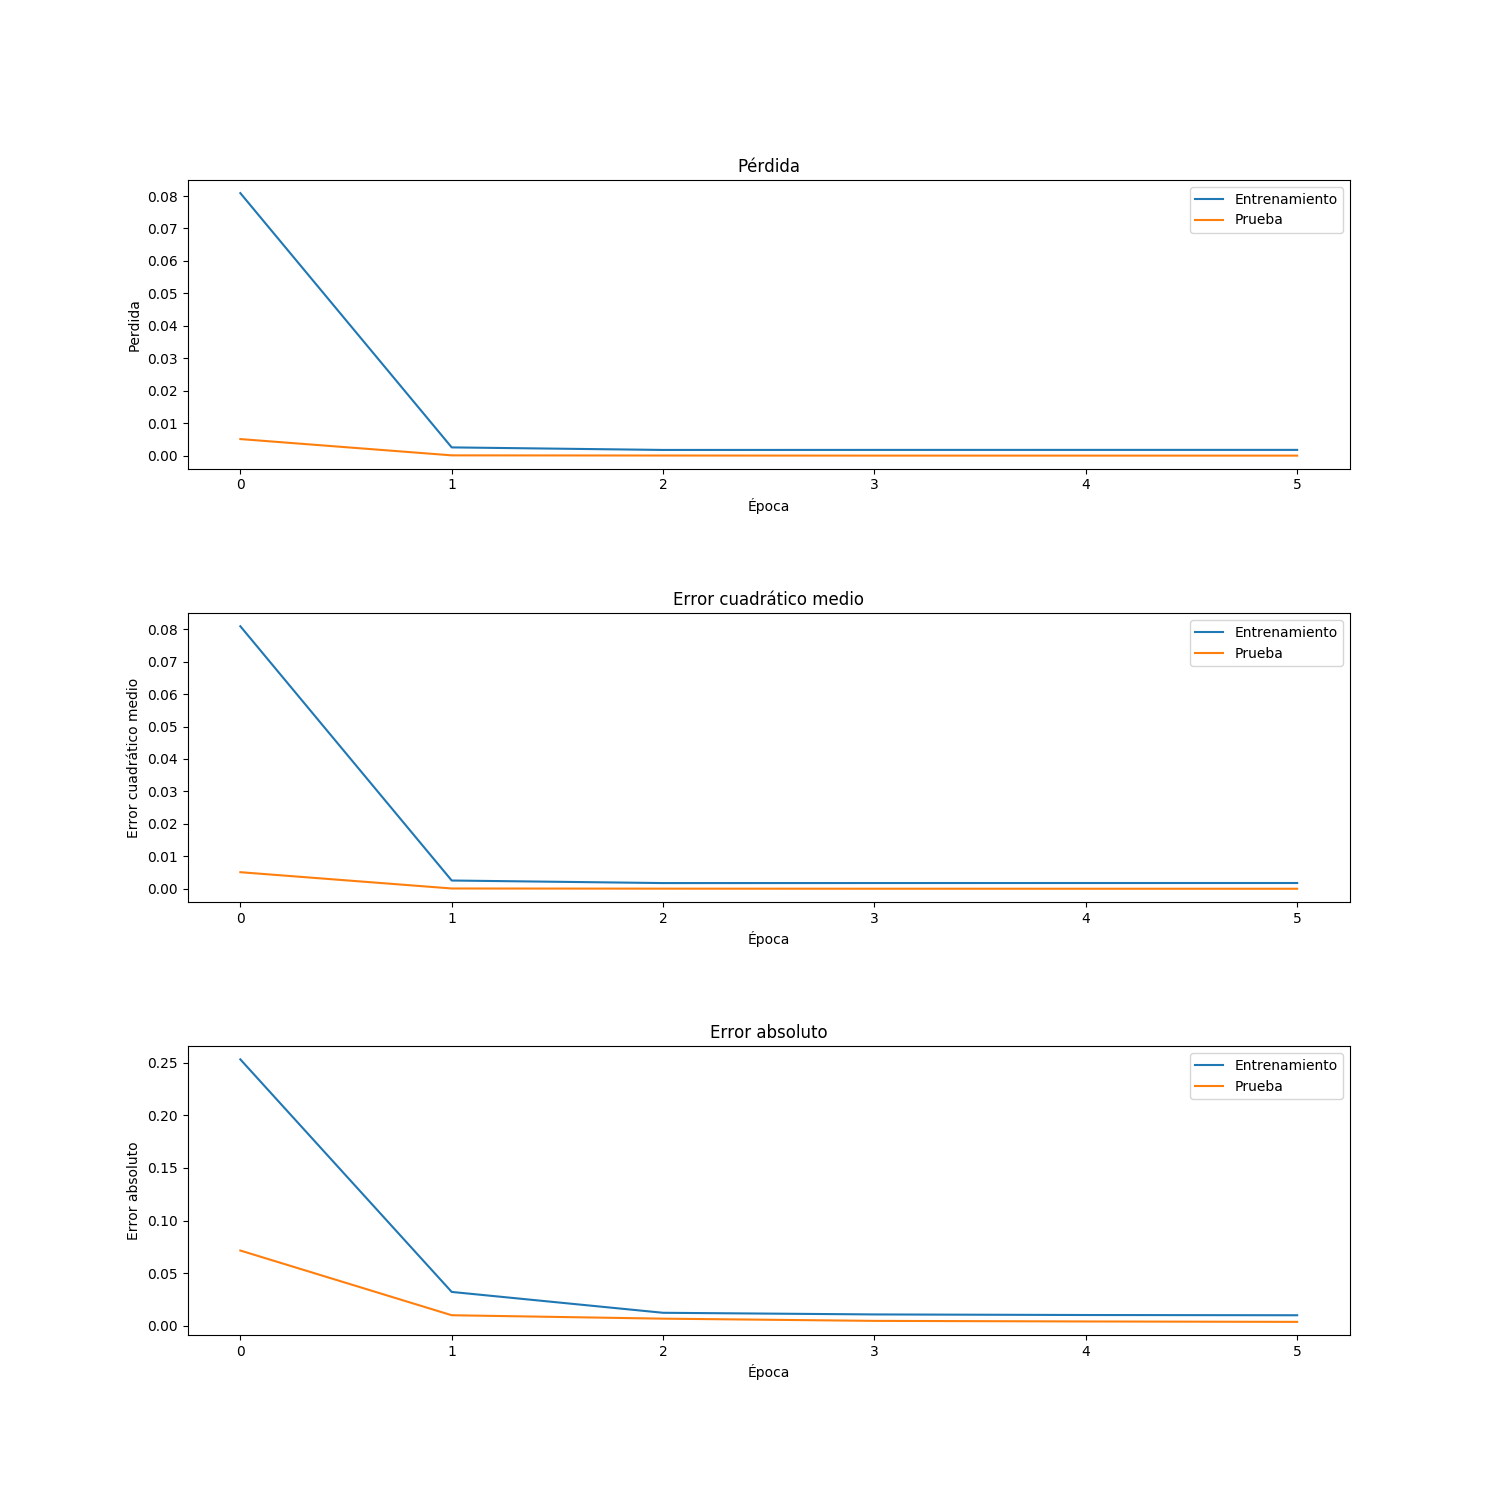 Pérdida
0.08
0.07
0.06
0.05
0.04
0.03
0.02
0.01
0.00
Perdida
Entrenamiento
Prueba
0 1 2 3 4 5
Época
Error cuadrático medio
0.08
0.07
0.06
0.05
0.04
0.03
0.02
0.01
0.00
Error cuadrático medio
Entrenamiento
Prueba
0 1 2 3 4 5
Época
Error absoluto
0.25
0.20
0.15
0.10
0.05
0.00
Error absoluto
Entrenamiento
Prueba
0 1 2 3 4 5
Época